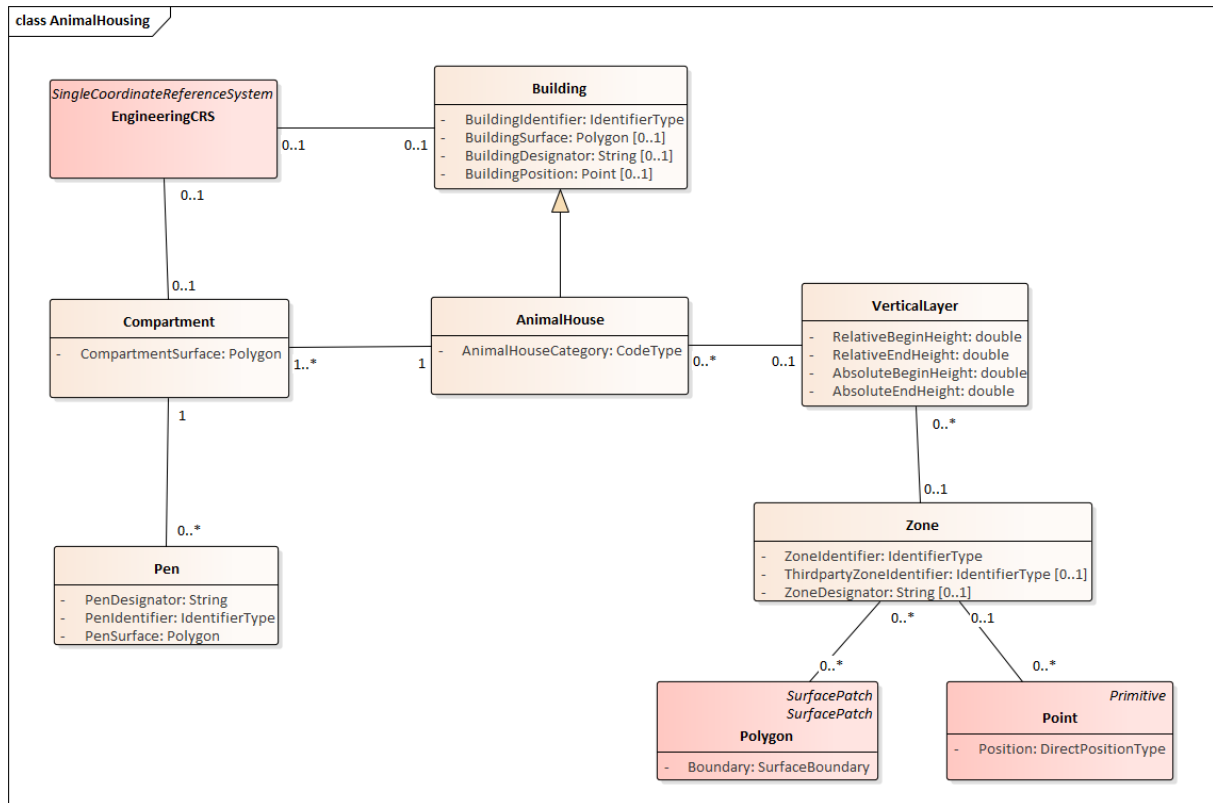 class AnimalHousing
SingleCoordinateReferenceSystem
EngineeringCRS
0..1
0..1
0..1
Building
- BuildingIdentifier: IdentifierType
- BuildingSurface: Polygon [0..1]
- BuildingDesignator: String [0..1]
- BuildingPosition: Point [0..1]
0..1
Compartment
- CompartmentSurface: Polygon
1..*
1
AnimalHouse
- AnimalHouseCategory: CodeType
0..*
0..1
VerticalLayer
- RelativeBeginHeight: double
- RelativeEndHeight: double
- AbsoluteBeginHeight: double
- AbsoluteEndHeight: double
1
0..*
0..*
0..1
Pen
- PenDesignator: String
- PenIdentifier: IdentifierType
- PenSurface: Polygon
Zone
- ZoneIdentifier: IdentifierType
- ThirdpartyZoneIdentifier: IdentifierType [0..1]
- ZoneDesignator: String [0..1]
0..*
0..1
0..*
0..*
SurfacePatch
SurfacePatch
Polygon
- Boundary: SurfaceBoundary
Primitive
Point
- Position: DirectPositionType